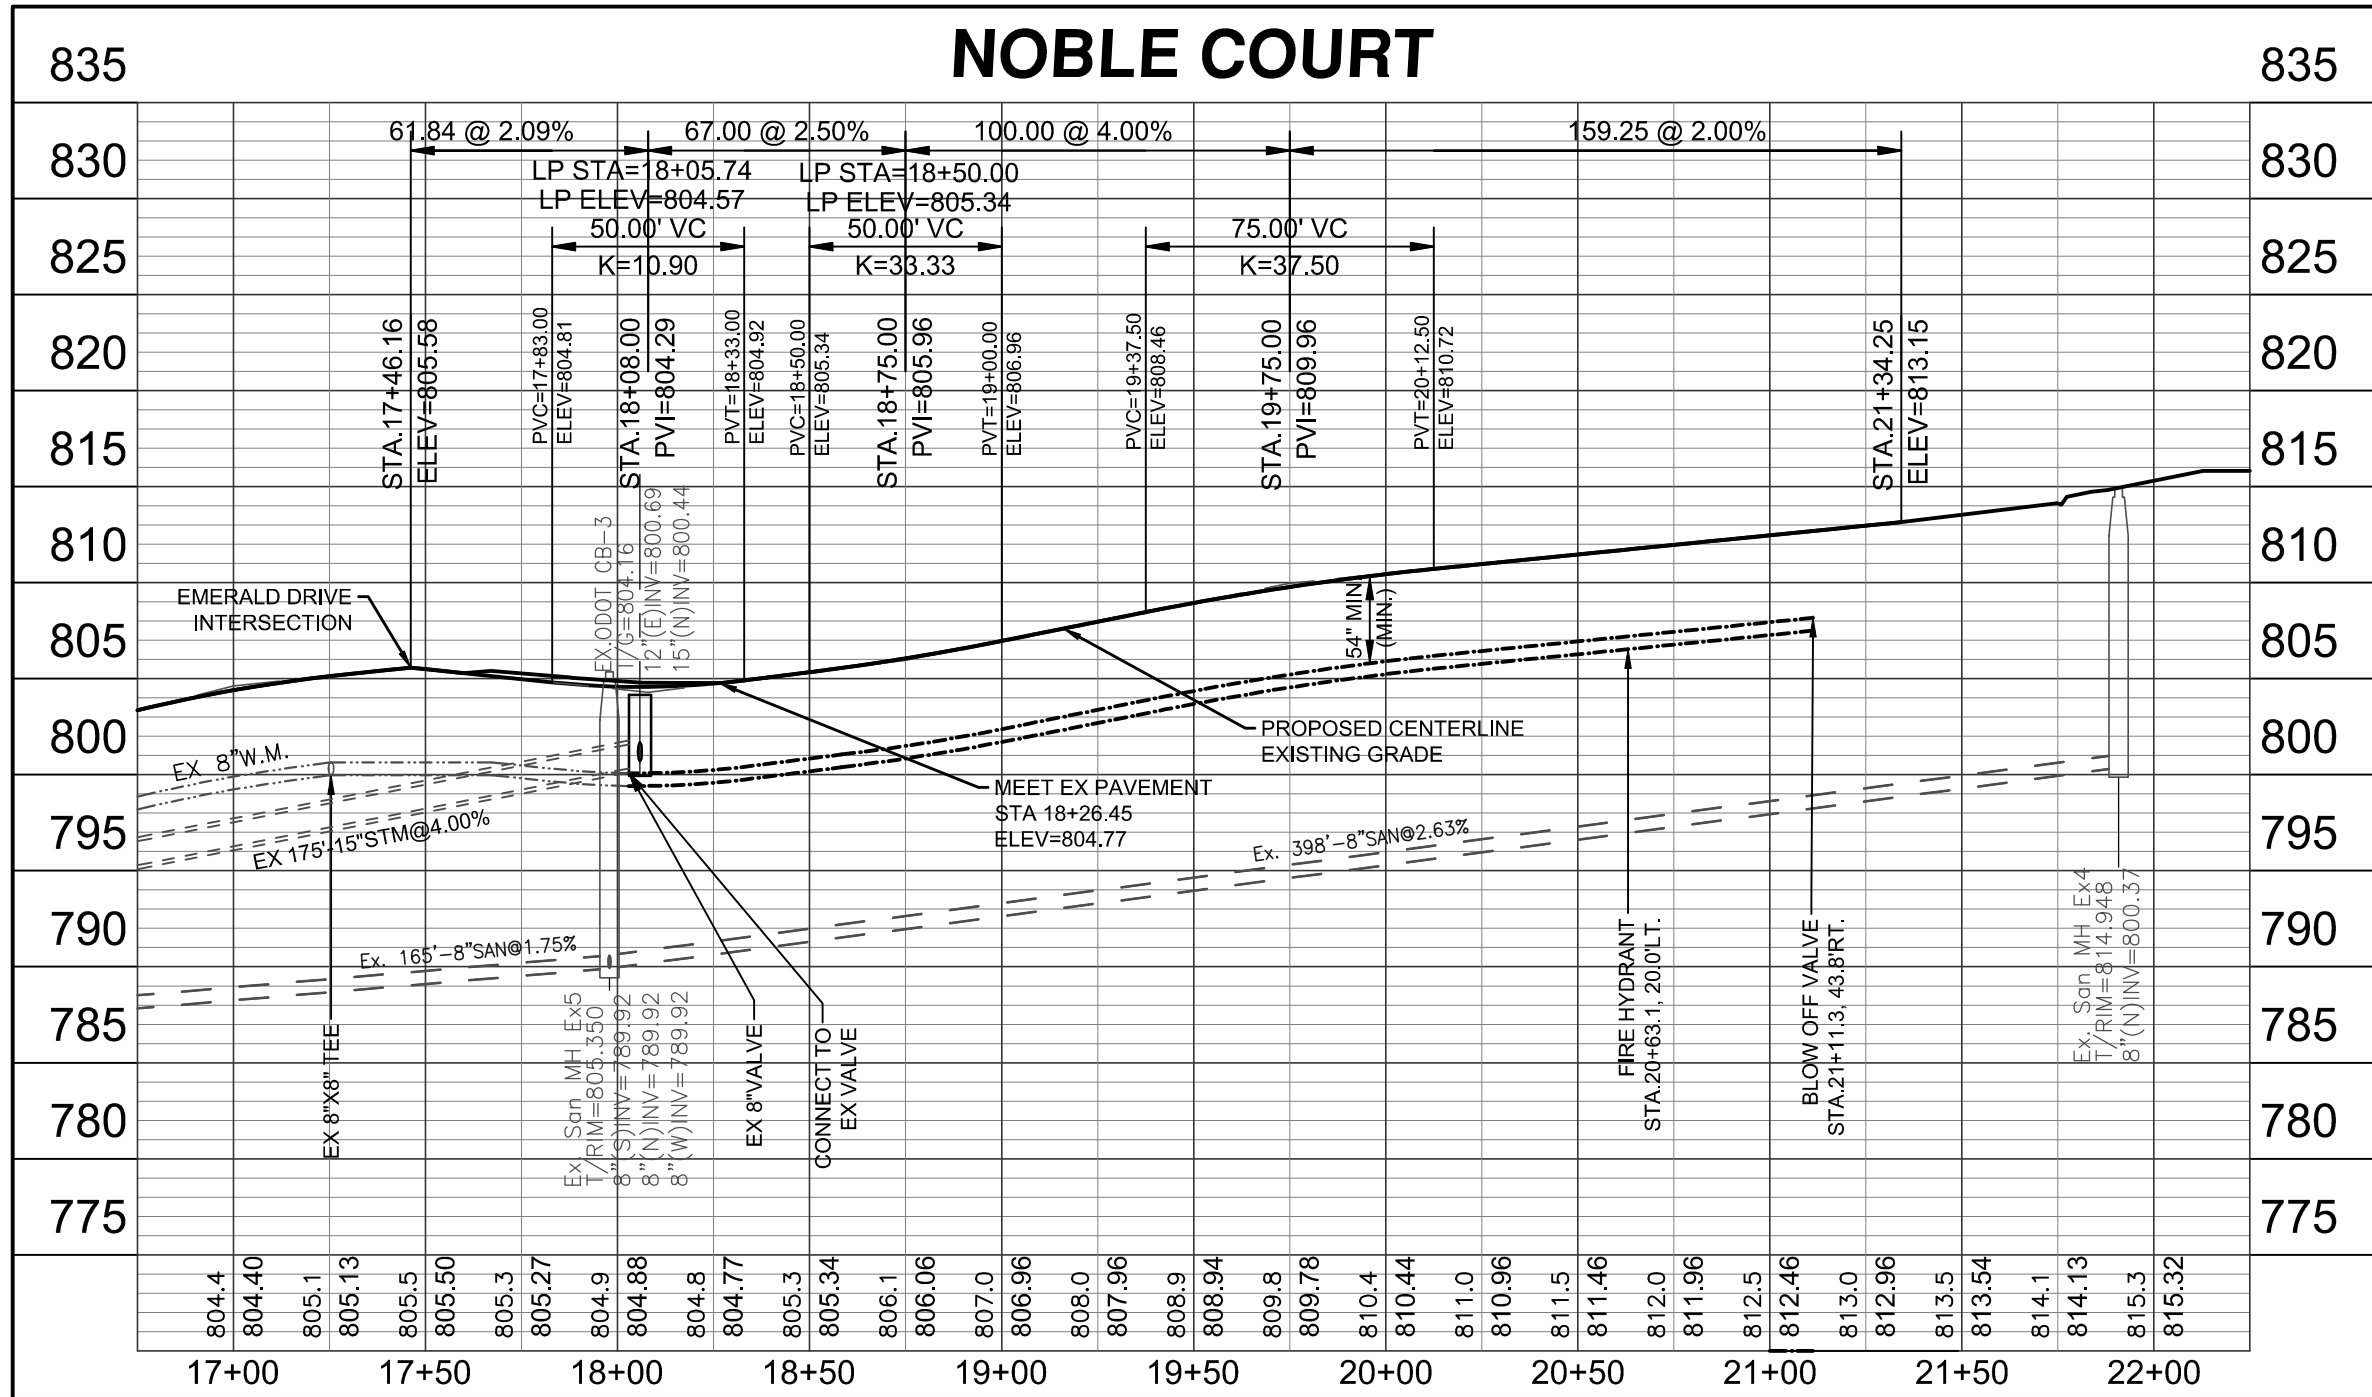 NOBLE COURT
835
835
830
830
825
825
820
820
815
815
810
810
805
805
800
800
795
795
790
790
785
785
780
780
775
775
61.84 @ 2.09%
67.00 @ 2.50%
100.00 @ 4.00%
159.25 @ 2.00%
LP STA=18+05.74
LP ELEV=804.57
50.00' VC
K=10.90
LP STA=18+50.00
LP ELEV=805.34
50.00' VC
K=33.33
75.00' VC
K=37.50
STA.17+46.16
ELEV=805.58
PVC=17+83.00
ELEV=804.81
STA.18+08.00
PVI=804.29
PVT=18+33.00
ELEV=804.92
PVC=18+50.00
ELEV=805.34
STA.18+75.00
PVI=805.96
PVT=19+00.00
ELEV=806.96
PVC=19+37.50
ELEV=808.46
STA.19+75.00
PVI=809.96
PVT=20+12.50
ELEV=810.72
STA.21+34.25
ELEV=813.15
EX.ODOT CB-3
T/G=804.16
12"(E)INV=800.69
15"(N)INV=800.44
EMERALD DRIVE
INTERSECTION
54" MIN
(MIN.)
PROPOSED CENTERLINE
EXISTING GRADE
MEET EX PAVEMENT
STA 18+26.45
ELEV=804.77
EX 8"W.M.
EX 175'-15"STM@4.00%
Ex. 398'-8"SAN@2.63%
Ex. 165'-8"SAN@1.75%
EX 8"X8" TEE
Ex. San MH Ex5
T/RIM=805.350
8"(S)INV=789.92
8"(N)INV=789.92
8"(W)INV=789.92
EX 8"VALVE
CONNECT TO
EX VALVE
FIRE HYDRANT
STA.20+63.1, 20.0'LT.
BLOW OFF VALVE
STA.21+11.3, 43.8'RT.
Ex. San MH Ex4
T/RIM=814.948
8"(N)INV=800.37
804.4
804.40
805.1
805.13
805.5
805.50
805.3
805.27
804.9
804.88
804.8
804.77
805.3
805.34
806.1
806.06
807.0
806.96
808.0
807.96
808.9
808.94
809.8
809.78
810.4
810.44
811.0
810.96
811.5
811.46
812.0
811.96
812.5
812.46
813.0
812.96
813.5
813.54
814.1
814.13
815.3
815.32
17+00
17+50
18+00
18+50
19+00
19+50
20+00
20+50
21+00
21+50
22+00